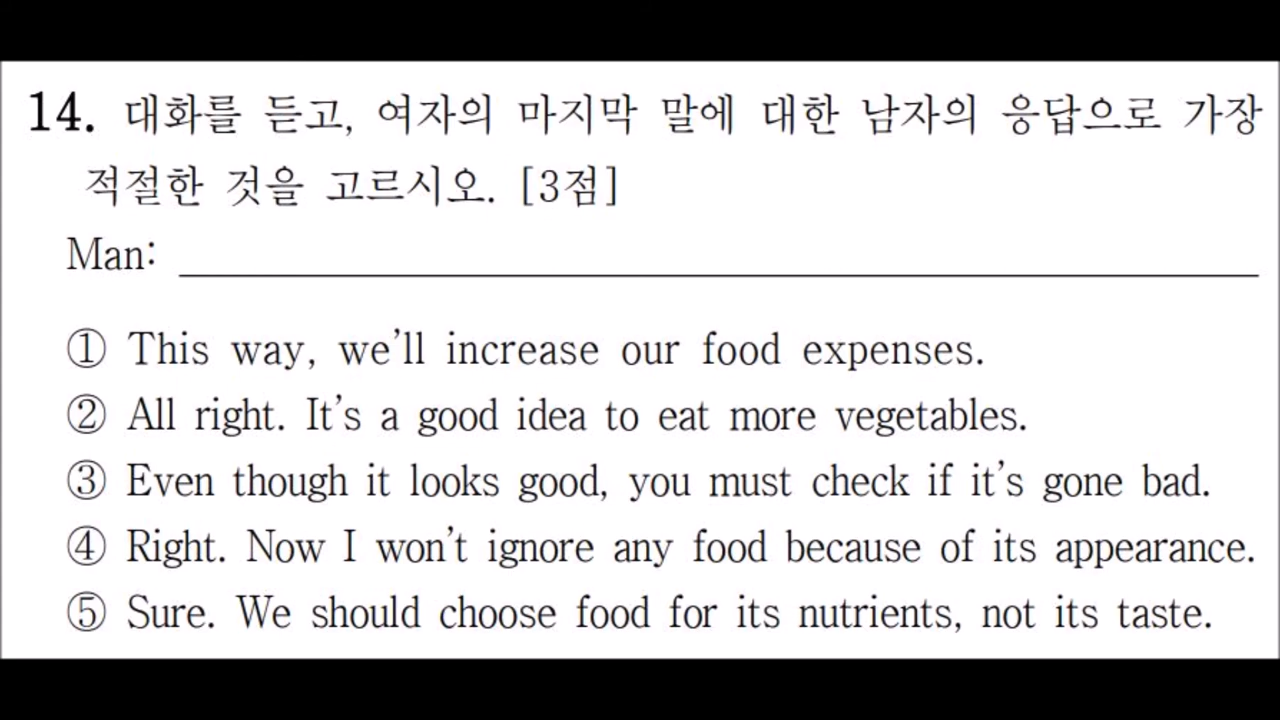 14. 대화를 듣고, 여자의 마지막 말에 대한 남자의 응답으로 가장
적절한 것을 고르시오. [3점]
Man:
① This way, we’ll increase our food expenses.
② All right. It’s a good idea to eat more vegetables.
③ Even though it looks good, you must check if it’s gone bad.
④ Right. Now I won’t ignore any food because of its appearance.
⑤ Sure. We should choose food for its nutrients, not its taste.